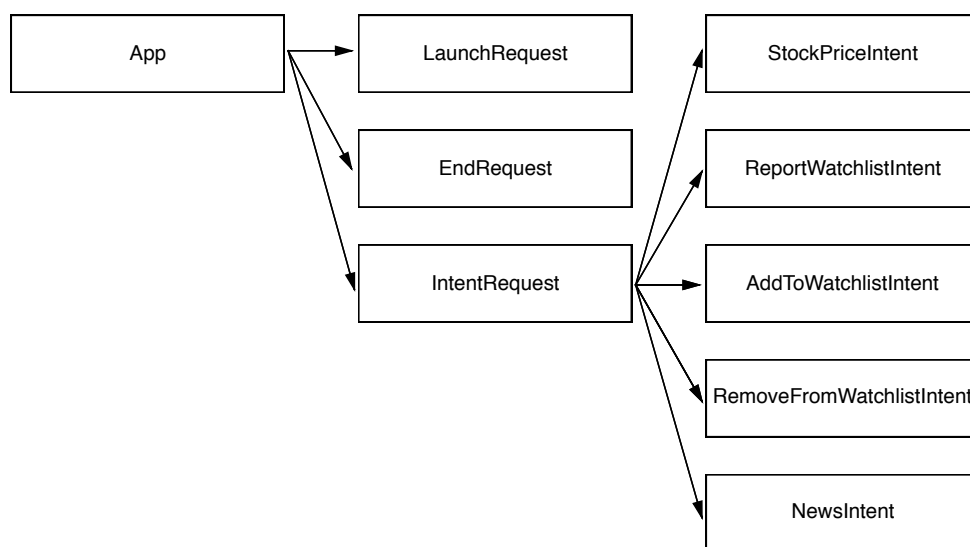 App
LaunchRequest
StockPriceIntent
EndRequest
ReportWatchlistIntent
IntentRequest
AddToWatchlistIntent
RemoveFromWatchlistIntent
NewsIntent